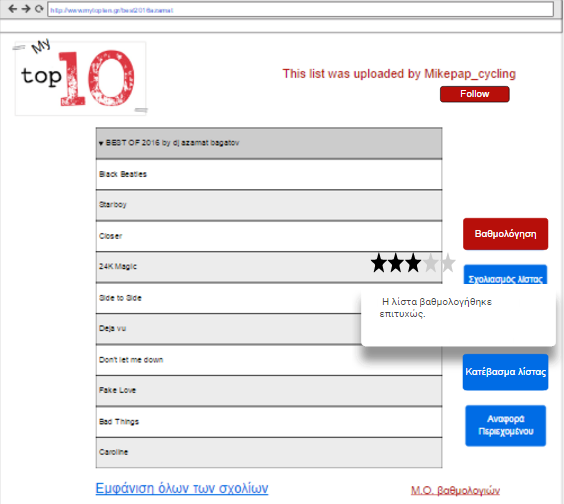 http://www.mytopten.gr/best2016azamat
My
top 10
This list was uploaded by Mikepap_cycling
Follow
▼ BEST OF 2016 by dj azamat bagatov
Black Beatles
Starboy
Closer
Βαθμολόγηση
24K Magic
Σχολιασμός λίστας
Side to Side
Η λίστα βαθμολογήθηκε
επιτυχώς.
Deja vu
Don't let me down
Κατέβασμα λίστας
Fake Love
Bad Things
Αναφορά
Περιεχομένου
Caroline
Εμφάνιση όλων των σχολίων
Μ.Ο. βαθμολογιών